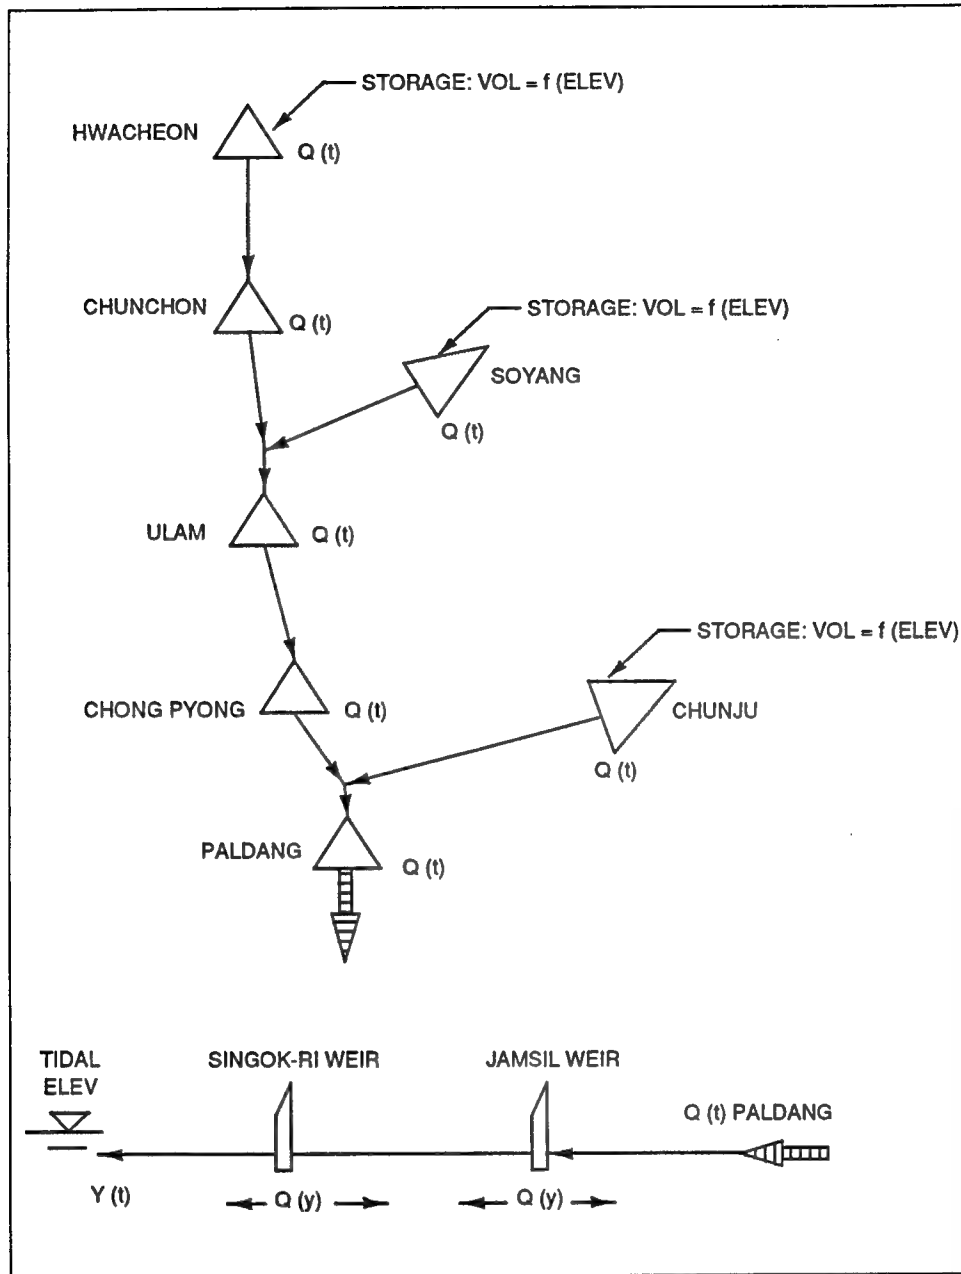 STORAGE: VOL = f (ELEV)
HWACHEON
Q (t)
CHUNCHON
Q (t)
STORAGE: VOL = f (ELEV)
SOYANG
Q (t)
ULAM
Q (t)
STORAGE: VOL = f (ELEV)
CHONG PYONG
Q (t)
CHUNJU
Q (t)
PALDANG
Q (t)
TIDAL
ELEV
SINGOK-RI WEIR
JAMSIL WEIR
Q (t) PALDANG
Y (t)
Q (y)
Q (y)